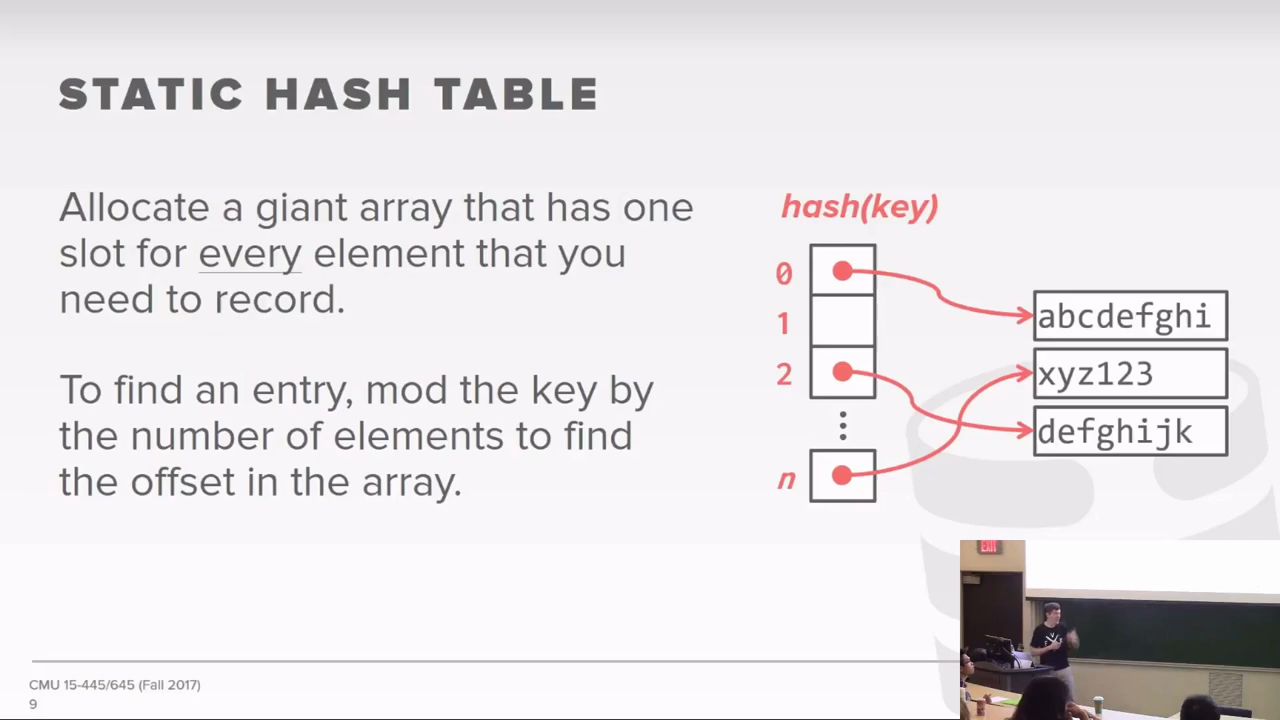 STATIC HASH TABLE
Allocate a giant array that has one
slot for every element that you
need to record.
To find an entry, mod the key by
the number of elements to find
the offset in the array.
hash(key)
0
1
2
⋮
n
abcdefghi
xyz123
defghijk
EXIT
CMU 15-445/645 (Fall 2017)
9